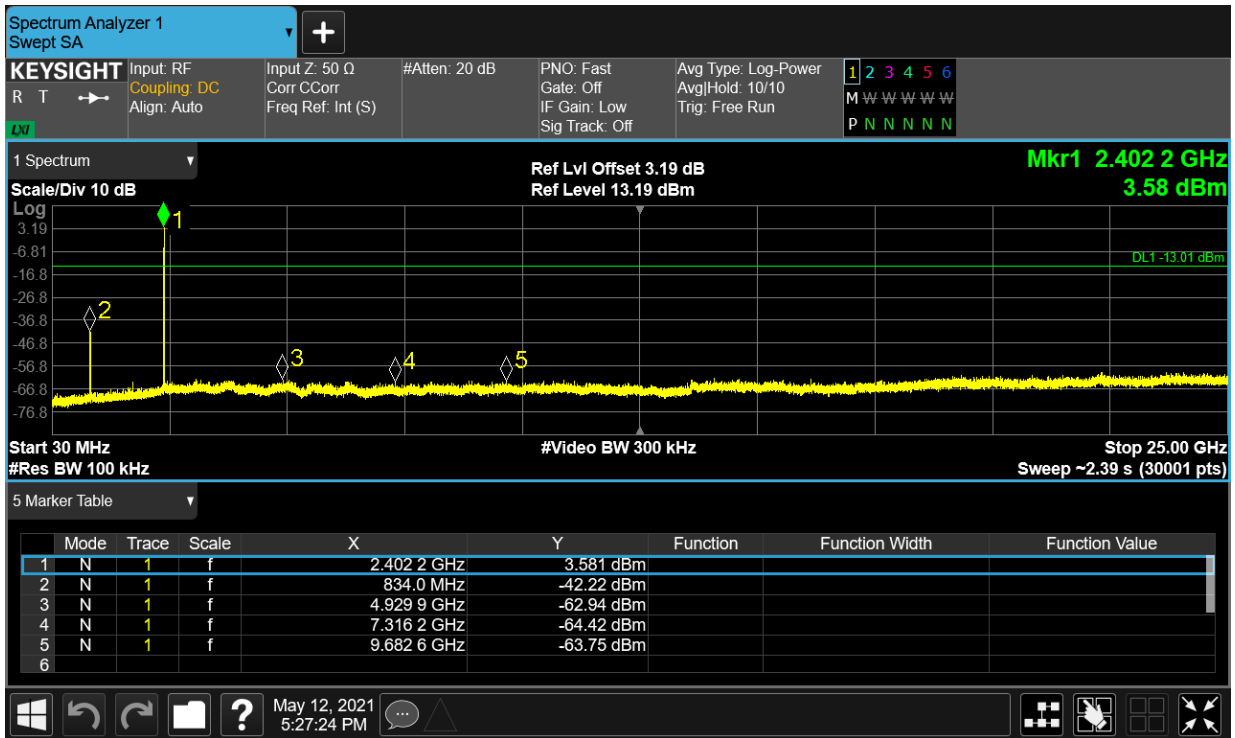 Spectrum Analyzer 1
Swept SA
KEYSIGHT
R T
LXI
Input: RF
Coupling: DC
Align: Auto
Input Z: 50 Ω
Corr CCorr
Freq Ref: Int (S)
#Atten: 20 dB
PNO: Fast
Gate: Off
IF Gain: Low
Sig Track: Off
Avg Type: Log-Power
Avg|Hold: 10/10
Trig: Free Run
1 2 3 4 5 6
M W W W W W
P N N N N N
1 Spectrum
Scale/Div 10 dB
Ref Lvl Offset 3.19 dB
Ref Level 13.19 dBm
Mkr1 2.402 2 GHz
3.58 dBm
Log
3.19
-6.81
-16.8
-26.8
-36.8
-46.8
-56.8
-66.8
-76.8
1
2
3
4
5
DL1 -13.01 dBm
Start 30 MHz
#Video BW 300 kHz
Stop 25.00 GHz
#Res BW 100 kHz
Sweep ~2.39 s (30001 pts)
5 Marker Table
Mode Trace Scale X Y Function Function Width Function Value
1 N 1 f 2.402 2 GHz 3.581 dBm
2 N 1 f 834.0 MHz -42.22 dBm
3 N 1 f 4.929 9 GHz -62.94 dBm
4 N 1 f 7.316 2 GHz -64.42 dBm
5 N 1 f 9.682 6 GHz -63.75 dBm
6
?
May 12, 2021
5:27:24 PM